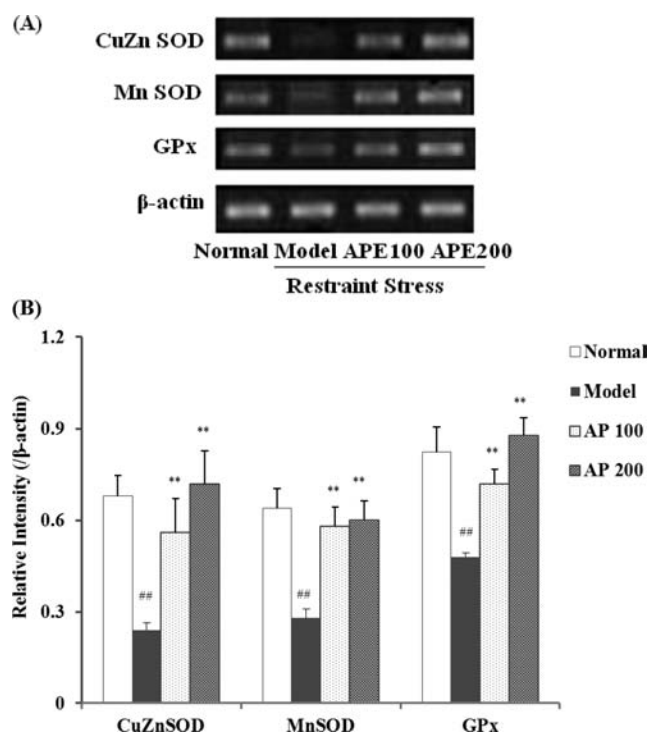 (A)
CuZn SOD
Mn SOD
GPx
β-actin
Normal Model APE100 APE200
Restraint Stress
(B)
Relative Intensity (/β-actin)
1.2
0.9
0.6
0.3
0
##
**
**
##
**
**
##
**
**
CuZnSOD MnSOD GPx
Normal
Model
AP 100
AP 200